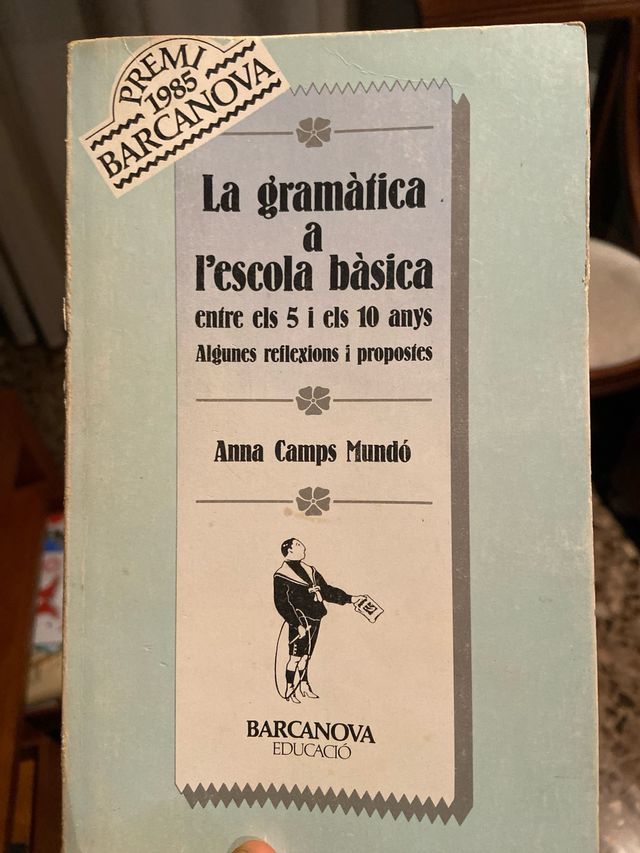 PREMI
1985
BARCANOVA
La gramàtica
a
l'escola bàsica
entre els 5 i els 10 anys
Algunes reflexions i propostes
Anna Camps Mundó
BARCANOVA
EDUCACIÓ